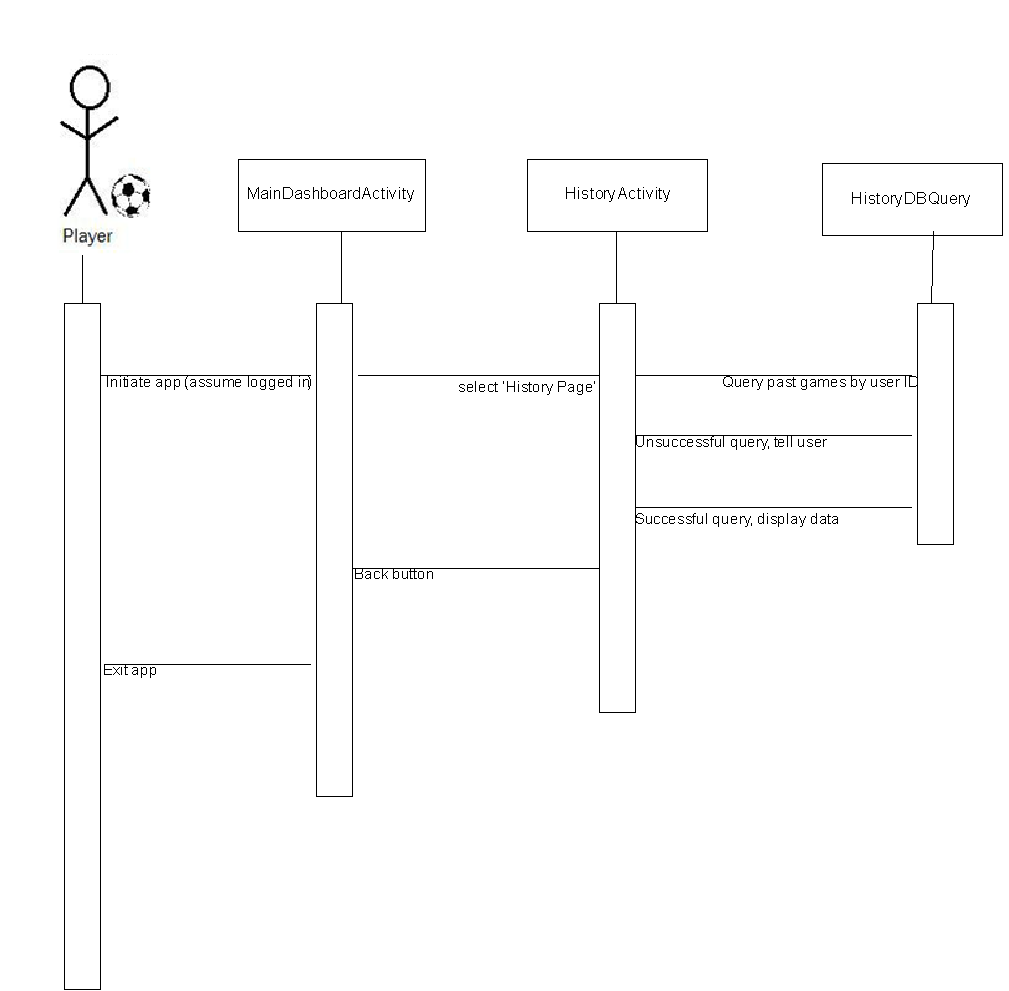 Player
MainDashboardActivity
HistoryActivity
HistoryDBQuery
Initiate app (assume logged in)
select 'History Page'
Query past games by user ID
Unsuccessful query, tell user
Successful query, display data
Back button
Exit app